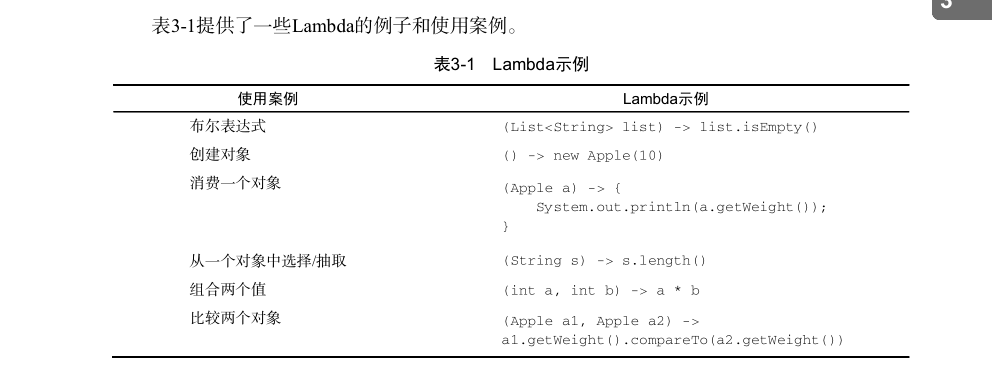 3
表3-1提供了一些Lambda的例子和使用案例。
表3-1 Lambda示例
使用案例 Lambda示例
布尔表达式 (List<String> list) -> list.isEmpty()
创建对象 () -> new Apple(10)
消费一个对象 (Apple a) -> {
System.out.println(a.getWeight());
}
从一个对象中选择/抽取 (String s) -> s.length()
组合两个值 (int a, int b) -> a * b
比较两个对象 (Apple a1, Apple a2) ->
a1.getWeight().compareTo(a2.getWeight())